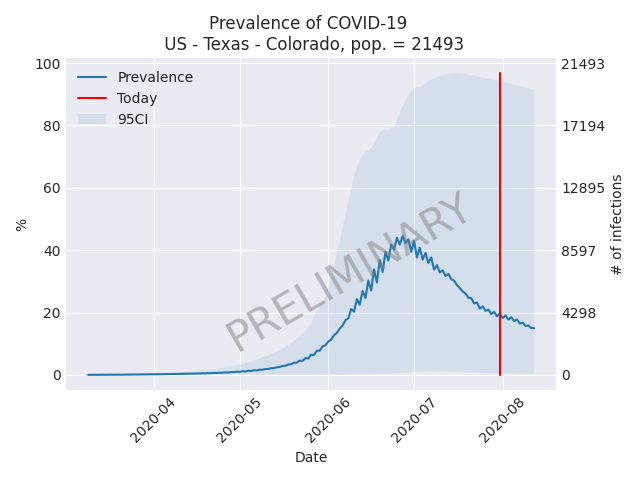 Prevalence of COVID-19
US - Texas - Colorado, pop. = 21493
100
80
60
40
20
0
%
21493
17194
12895
8597
4298
0
# of infections
Prevalence
Today
95CI
PRELIMINARY
2020-04
2020-05
2020-06
2020-07
2020-08
Date